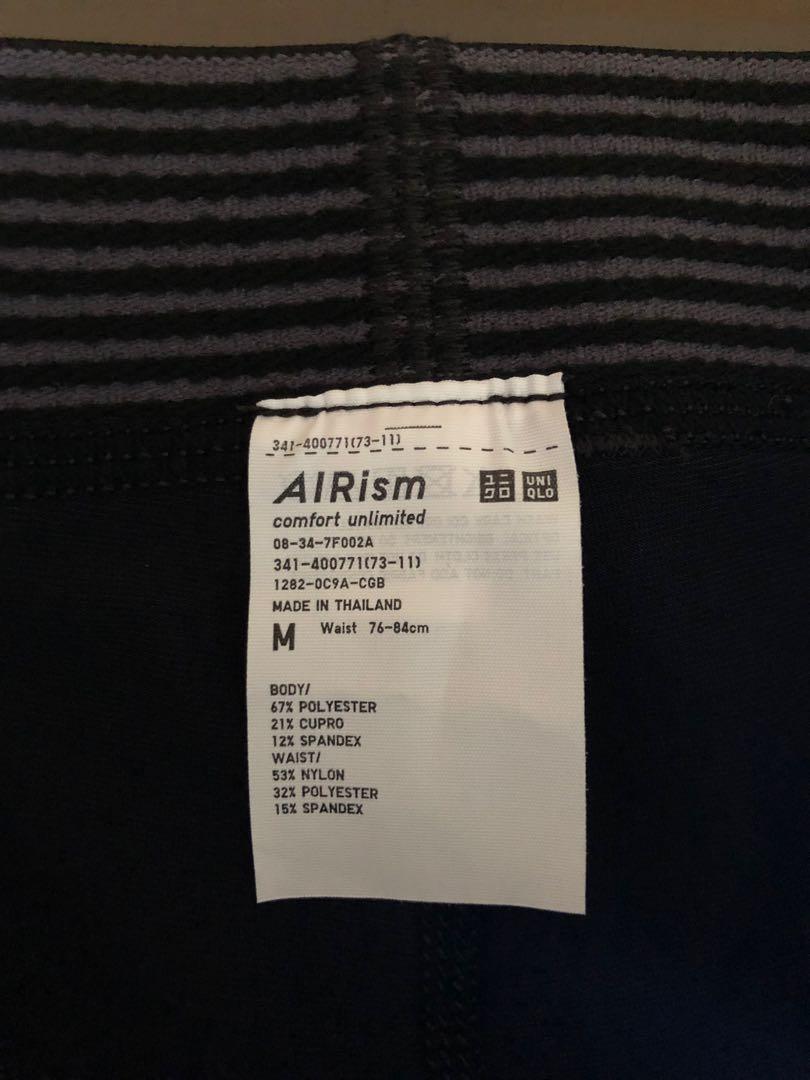 341-400771(73-11)
AIRism
ユニクロ
UNIQLO
comfort unlimited
08-34-7F002A
341-400771(73-11)
1282-0C9A-CGB
MADE IN THAILAND
M Waist 76-84cm
BODY/
67% POLYESTER
21% CUPRO
12% SPANDEX
WAIST/
53% NYLON
32% POLYESTER
15% SPANDEX